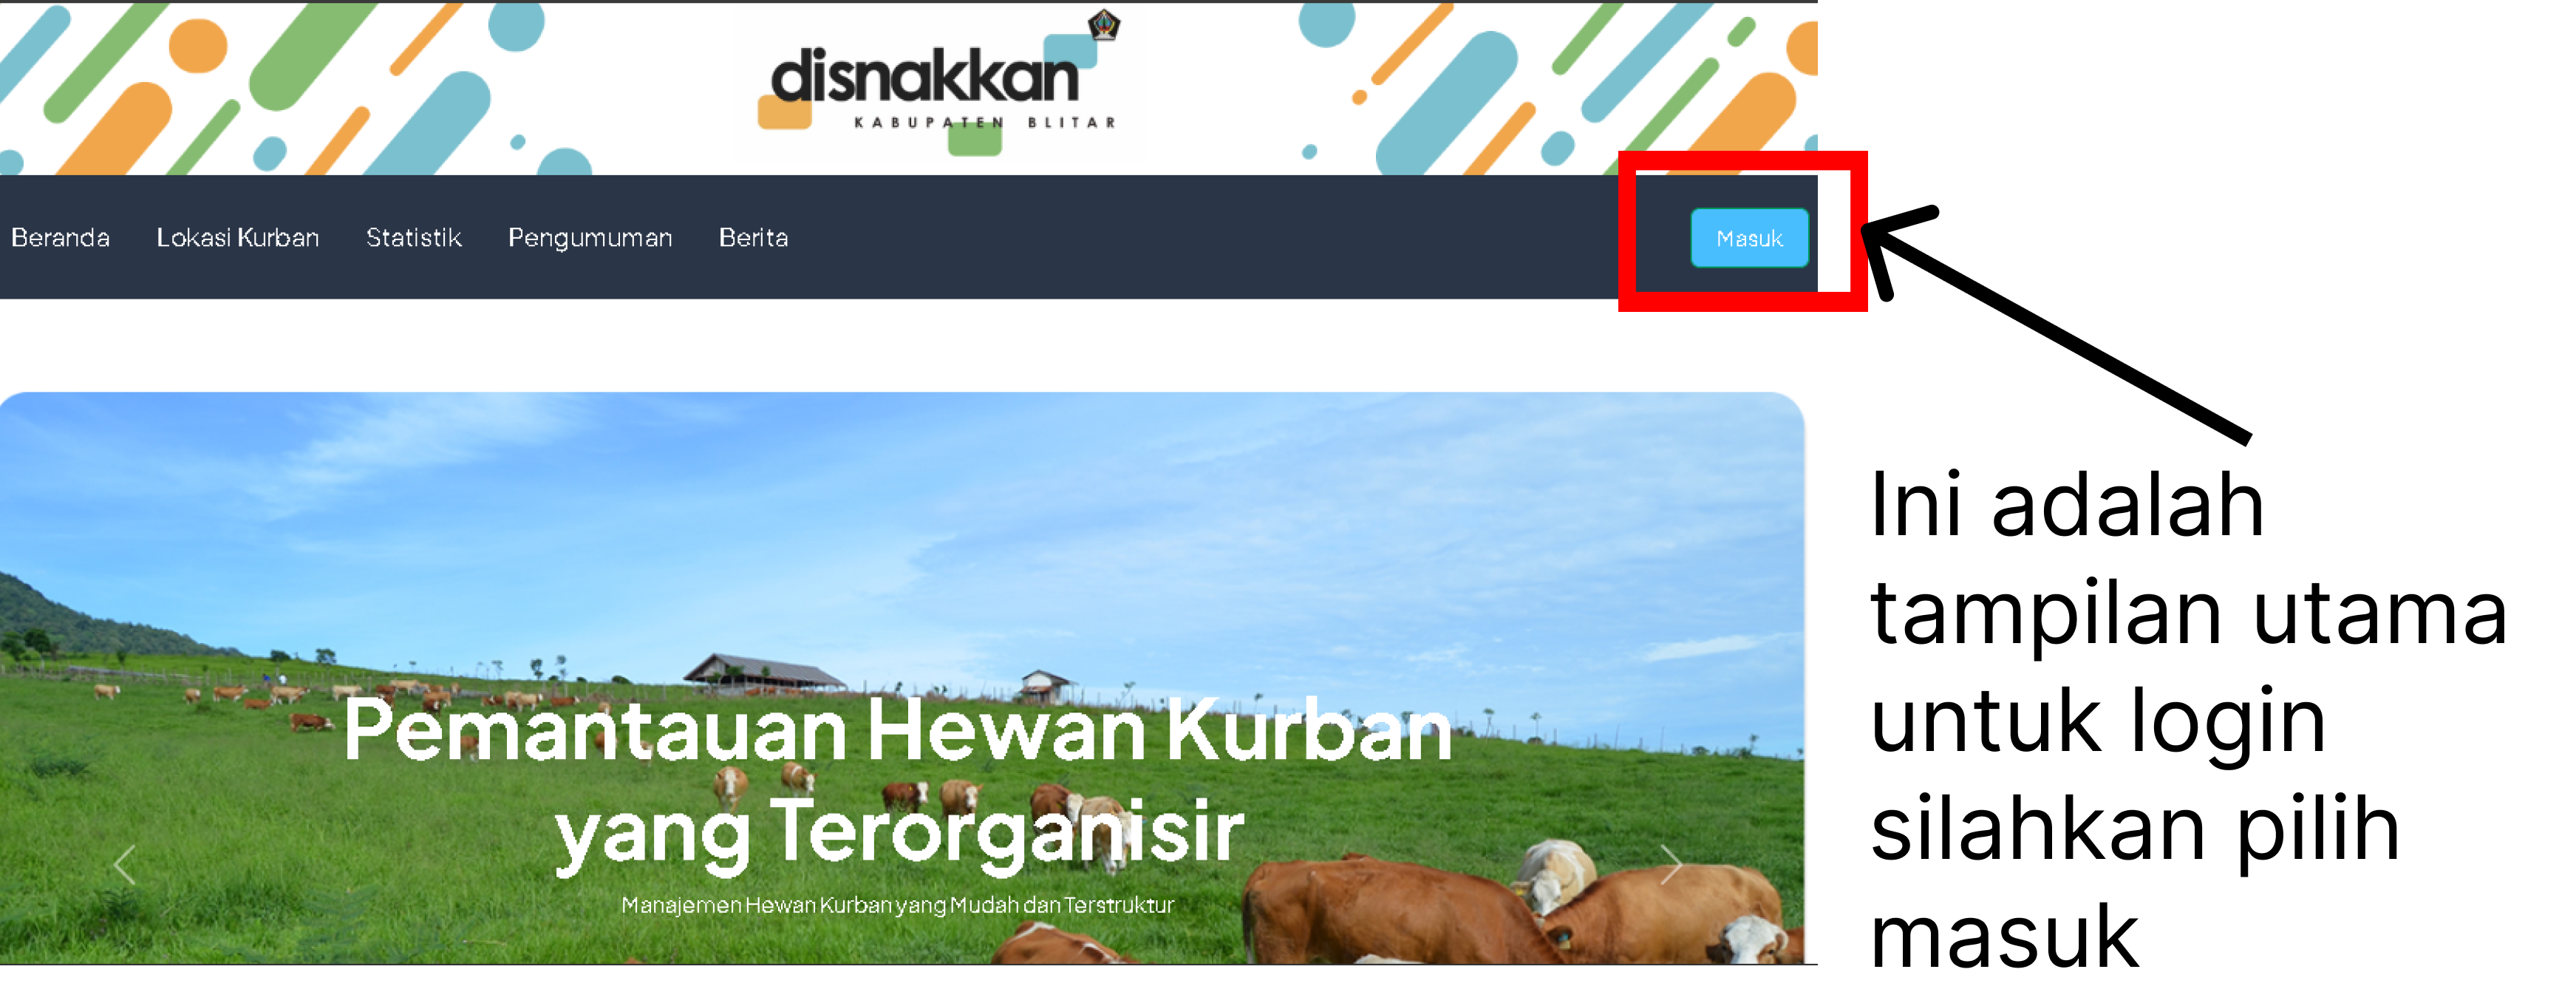 disnakkan
KABUPATEN BLITAR
Beranda Lokasi Kurban Statistik Pengumuman Berita Masuk
Pemantauan Hewan Kurban
yang Terorganisir
Manajemen Hewan Kurban yang Mudah dan Terstruktur
Ini adalah
tampilan utama
untuk login
silahkan pilih
masuk